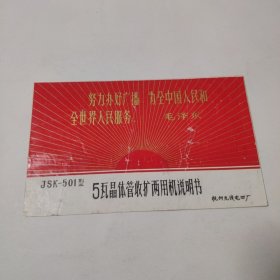 努力办好广播 为全中国人民和
全世界人民服务
毛泽东
JSK-501型
5瓦晶体管收扩两用机说明书
杭州无线电四厂